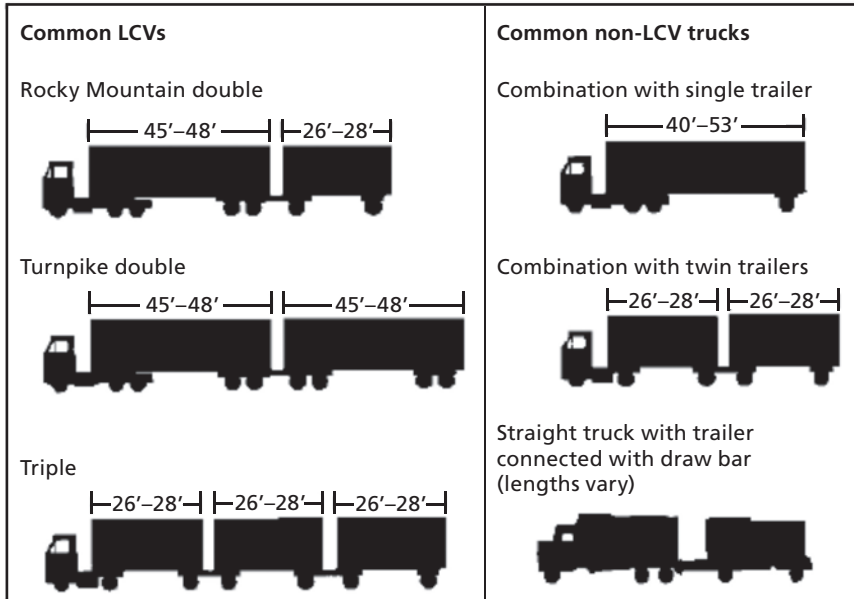 Common LCVs
Rocky Mountain double
45’–48’ 26’–28’
Turnpike double
45’–48’ 45’–48’
Triple
26’–28’ 26’–28’ 26’–28’
Common non-LCV trucks
Combination with single trailer
40’–53’
Combination with twin trailers
26’–28’ 26’–28’
Straight truck with trailer
connected with draw bar
(lengths vary)